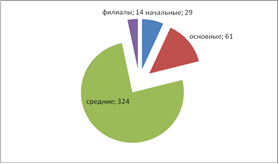 филиалы; 14 начальные; 29
основные; 61
средние; 324